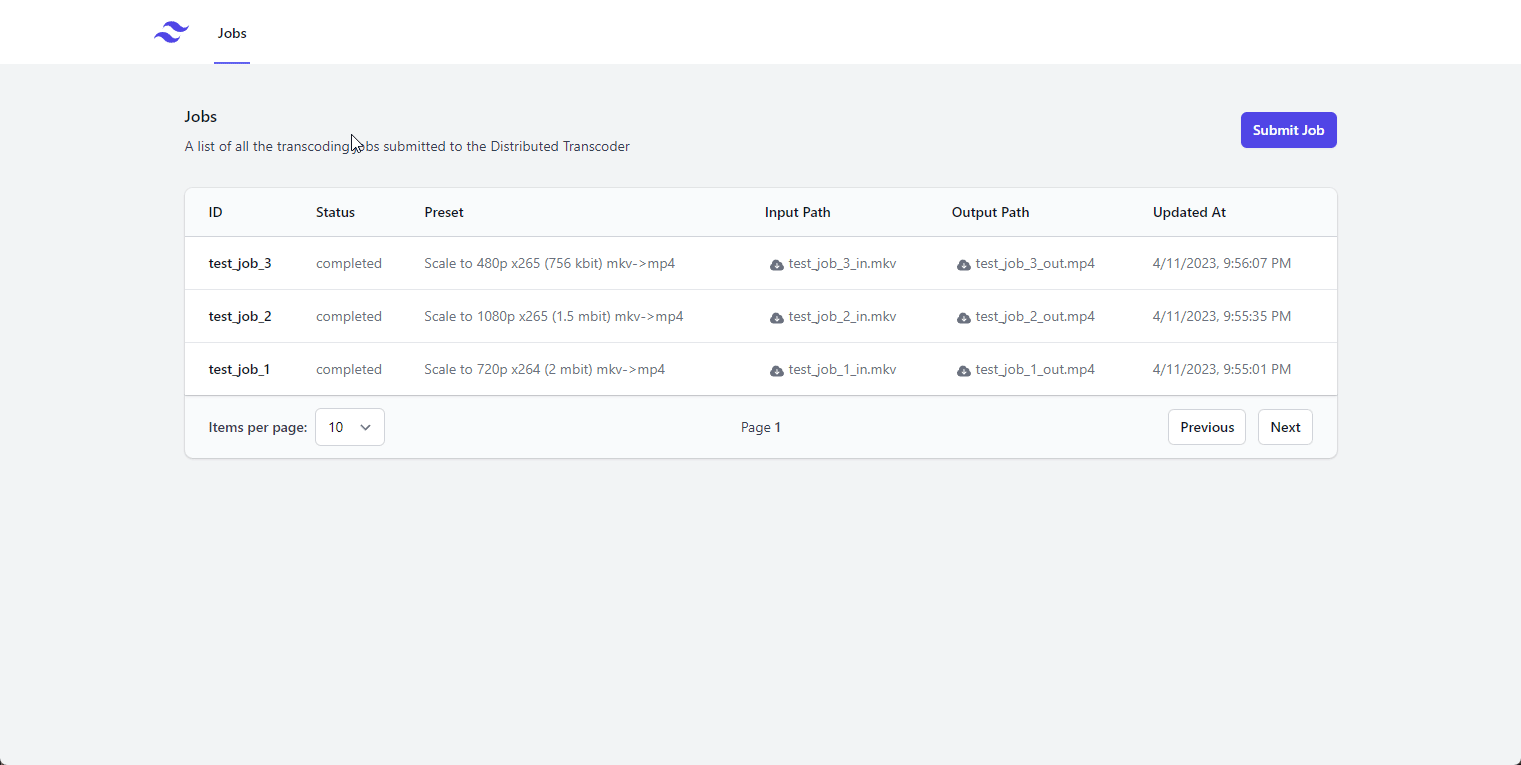 Jobs
Jobs
Submit Job
A list of all the transcoding jobs submitted to the Distributed Transcoder
ID Status Preset Input Path Output Path Updated At
test_job_3 completed Scale to 480p x265 (756 kbit) mkv->mp4 test_job_3_in.mkv test_job_3_out.mp4 4/11/2023, 9:56:07 PM
test_job_2 completed Scale to 1080p x265 (1.5 mbit) mkv->mp4 test_job_2_in.mkv test_job_2_out.mp4 4/11/2023, 9:55:35 PM
test_job_1 completed Scale to 720p x264 (2 mbit) mkv->mp4 test_job_1_in.mkv test_job_1_out.mp4 4/11/2023, 9:55:01 PM
Items per page: 10 Page 1 Previous Next